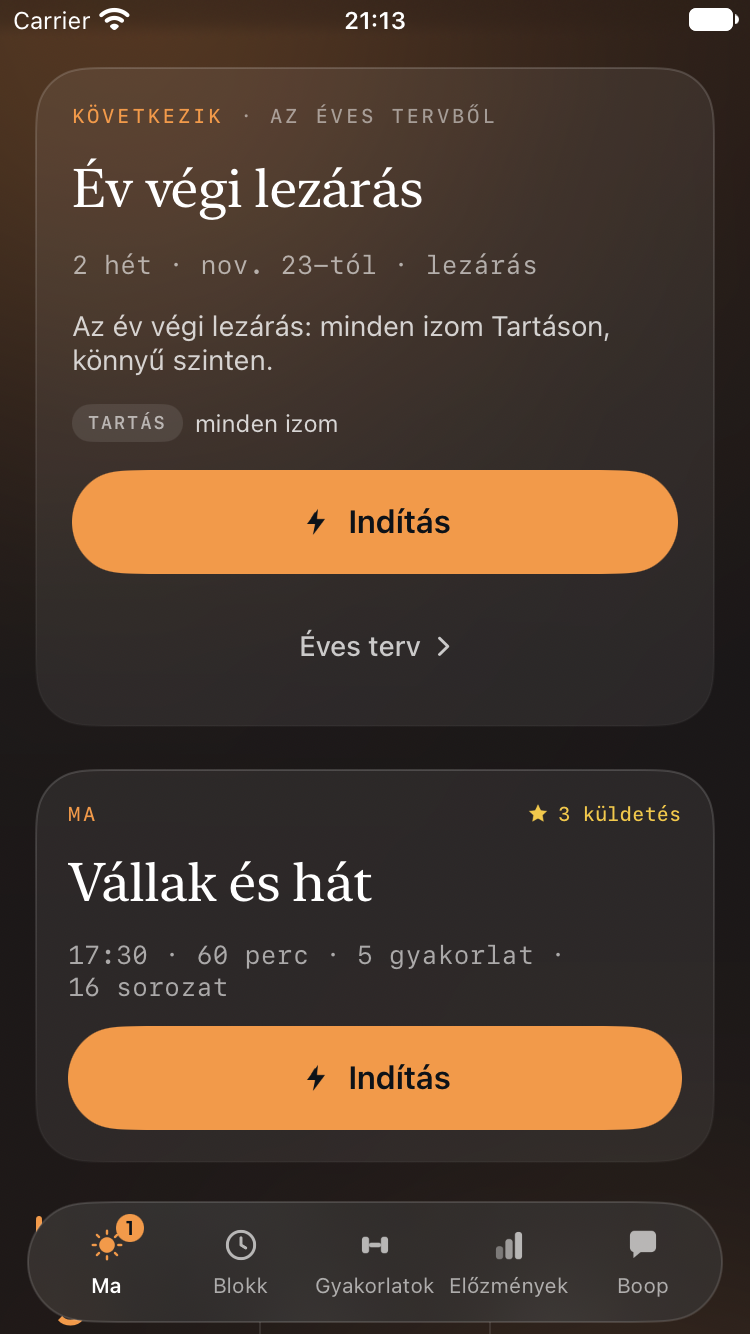 Carrier 21:13
KÖVETKEZIK · AZ ÉVES TERVBŐL
Év végi lezárás
2 hét · nov. 23–tól · lezárás
Az év végi lezárás: minden izom Tartáson,
könnyű szinten.
TARTÁS minden izom
Indítás
Éves terv
MA 3 küldetés
Vállak és hát
17:30 · 60 perc · 5 gyakorlat ·
16 sorozat
Indítás
1
Ma Blokk Gyakorlatok Előzmények Boop